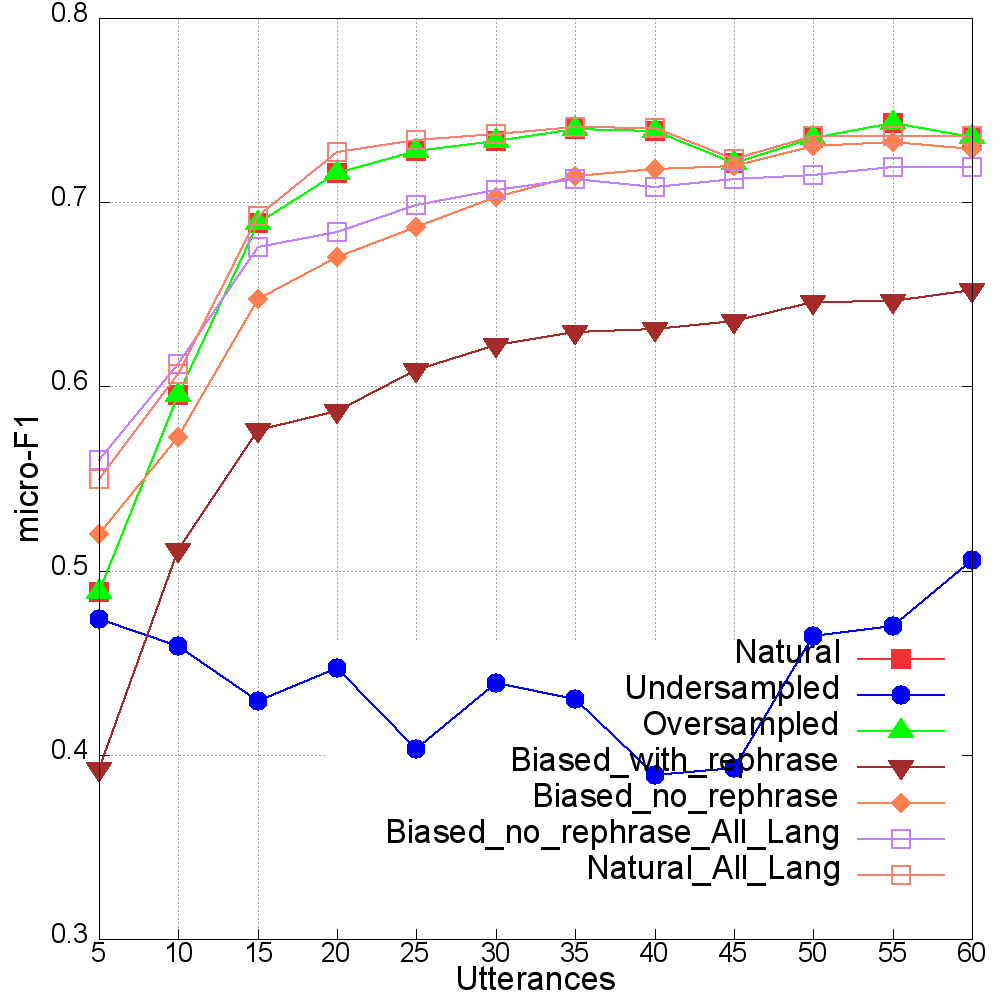 0.8
0.7
0.6
0.5
0.4
0.3
micro-F1
Natural
Undersampled
Oversampled
Biased_with_rephrase
Biased_no_rephrase
Biased_no_rephrase_All_Lang
Natural_All_Lang
5 10 15 20 25 30 35 40 45 50 55 60
Utterances